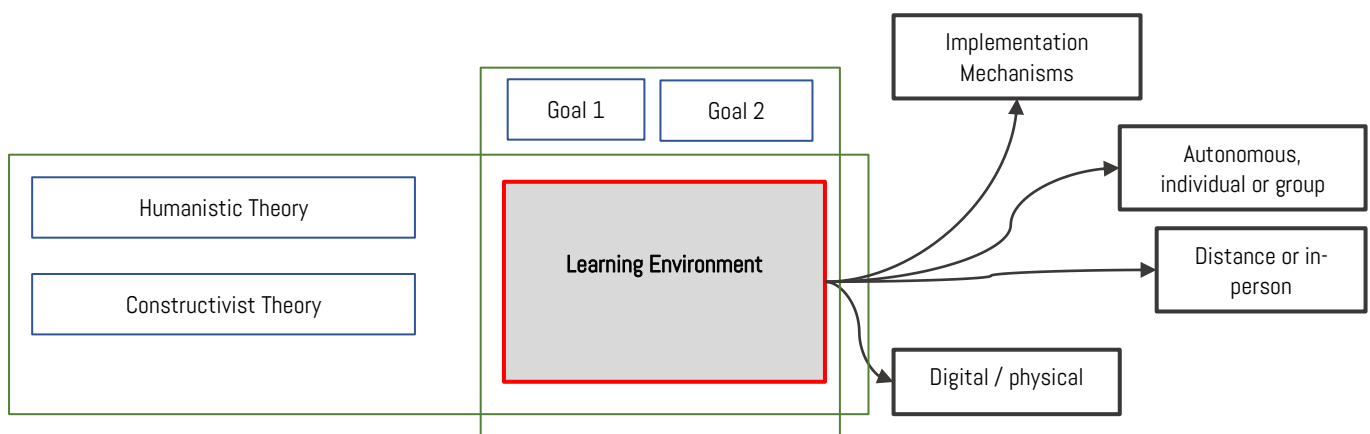 Implementation
Mechanisms
Goal 1
Goal 2
Autonomous,
individual or group
Humanistic Theory
Learning Environment
Distance or in-
person
Constructivist Theory
Digital / physical